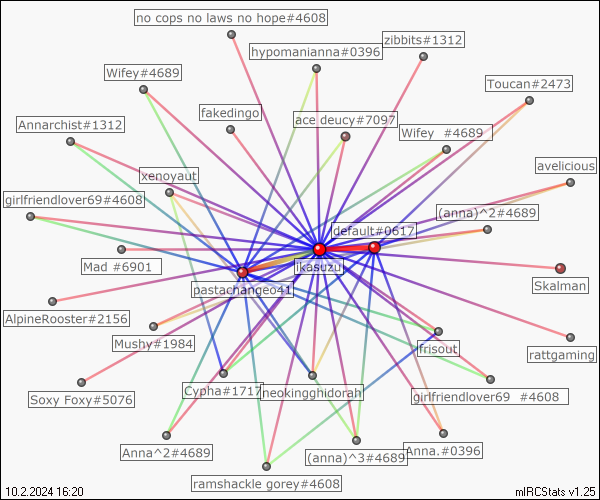 no cops no laws no hope#4608
zibbits#1312
hypomanianna#0396
Wifey#4689
Toucan#2473
fakedingo
ace deucy#7097
Annarchist#1312
Wifey  #4689
avelicious
xenoyaut
girlfriendlover69#4608
(anna)^2#4689
default#0617
Mad #6901
ikasuzu
Skalman
pastachangeo41
AlpineRooster#2156
Mushy#1984
frisout
rattgaming
Cypha#1717
neokingghidorah
girlfriendlover69  #4608
Soxy Foxy#5076
Anna^2#4689
(anna)^3#4689
Anna.#0396
ramshackle gorey#4608
10.2.2024 16:20
mIRCStats v1.25